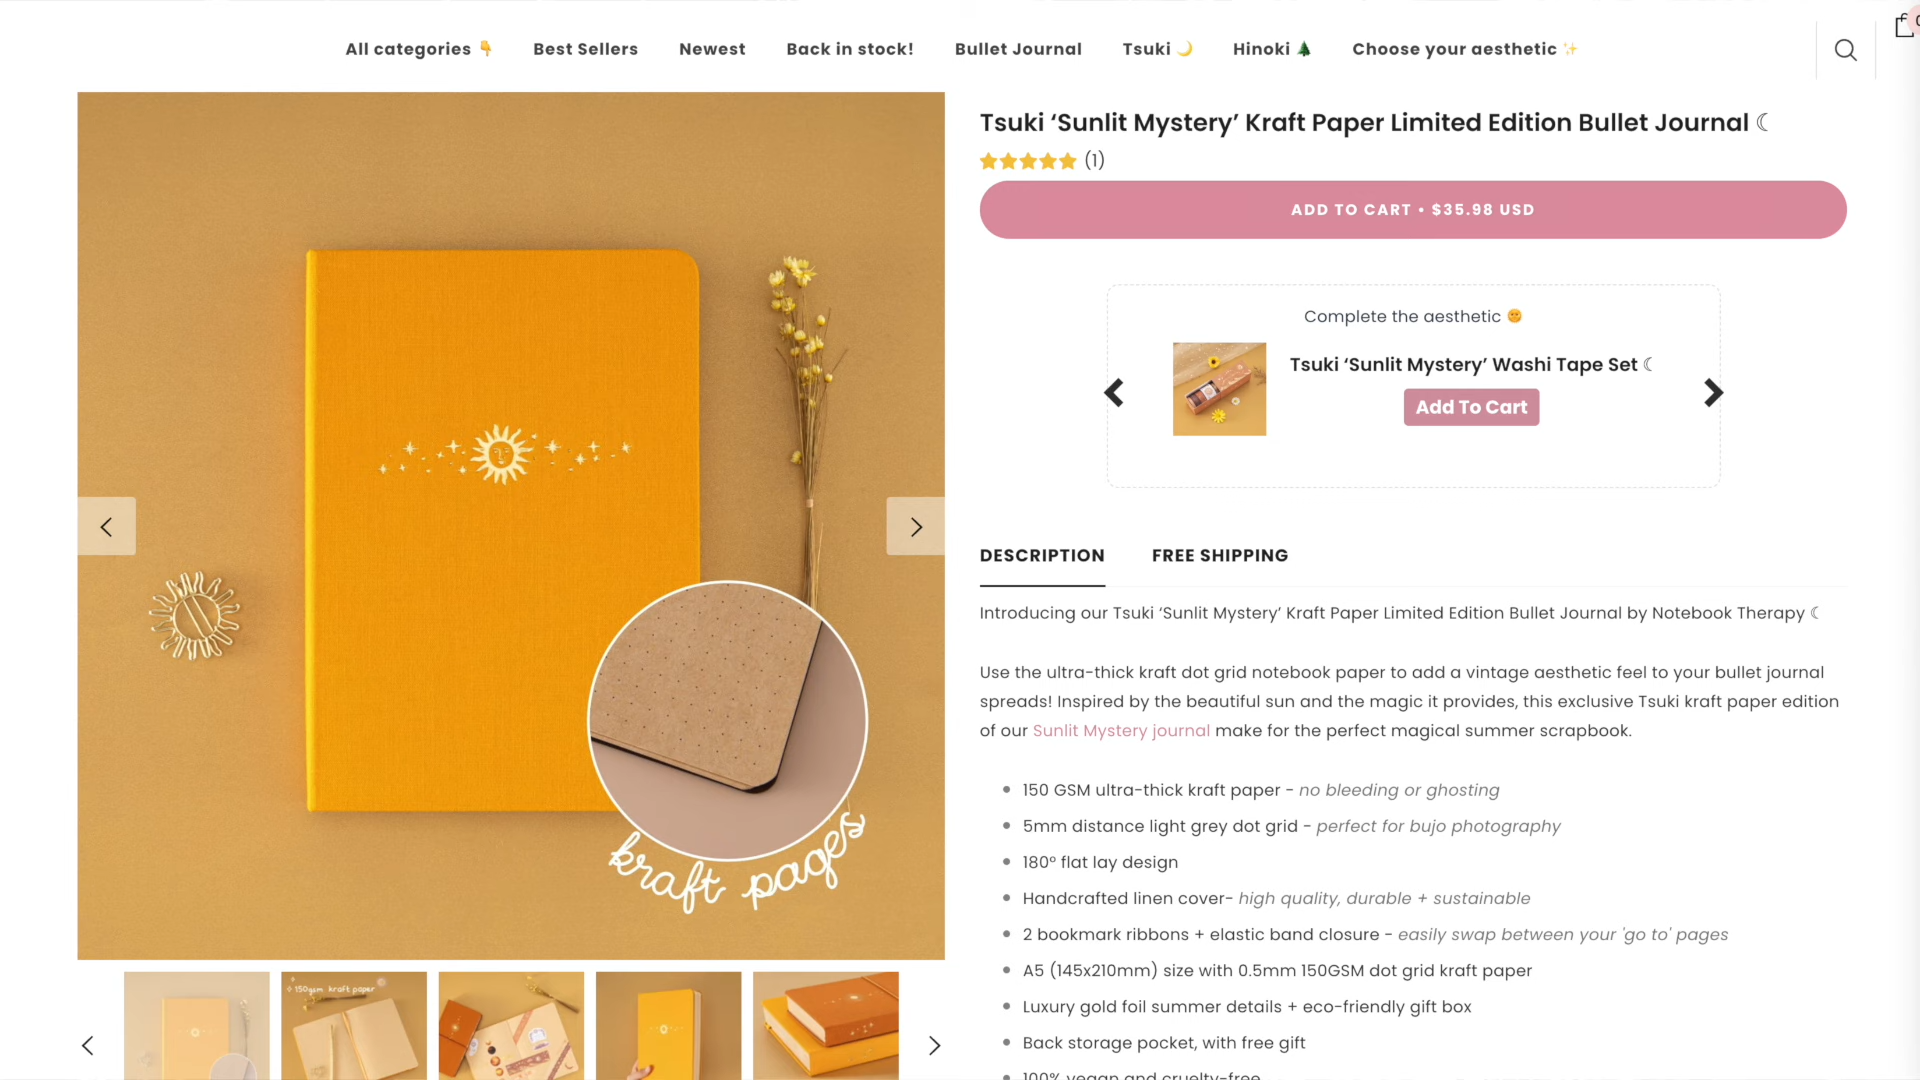 All categories 👇 Best Sellers Newest Back in stock! Bullet Journal Tsuki 🌙 Hinoki 🌲 Choose your aesthetic ✨
Tsuki ‘Sunlit Mystery’ Kraft Paper Limited Edition Bullet Journal ☾
(1)
ADD TO CART • $35.98 USD
Complete the aesthetic 🌞
Tsuki ‘Sunlit Mystery’ Washi Tape Set ☾
Add To Cart
DESCRIPTION FREE SHIPPING
Introducing our Tsuki ‘Sunlit Mystery’ Kraft Paper Limited Edition Bullet Journal by Notebook Therapy ☾
Use the ultra-thick kraft dot grid notebook paper to add a vintage aesthetic feel to your bullet journal
spreads! Inspired by the beautiful sun and the magic it provides, this exclusive Tsuki kraft paper edition
of our Sunlit Mystery journal make for the perfect magical summer scrapbook.
150 GSM ultra-thick kraft paper - no bleeding or ghosting
5mm distance light grey dot grid - perfect for bujo photography
180° flat lay design
Handcrafted linen cover- high quality, durable + sustainable
2 bookmark ribbons + elastic band closure - easily swap between your 'go to' pages
A5 (145x210mm) size with 0.5mm 150GSM dot grid kraft paper
Luxury gold foil summer details + eco-friendly gift box
Back storage pocket, with free gift
100% vegan and cruelty-free
kraft pages
150gsm kraft paper